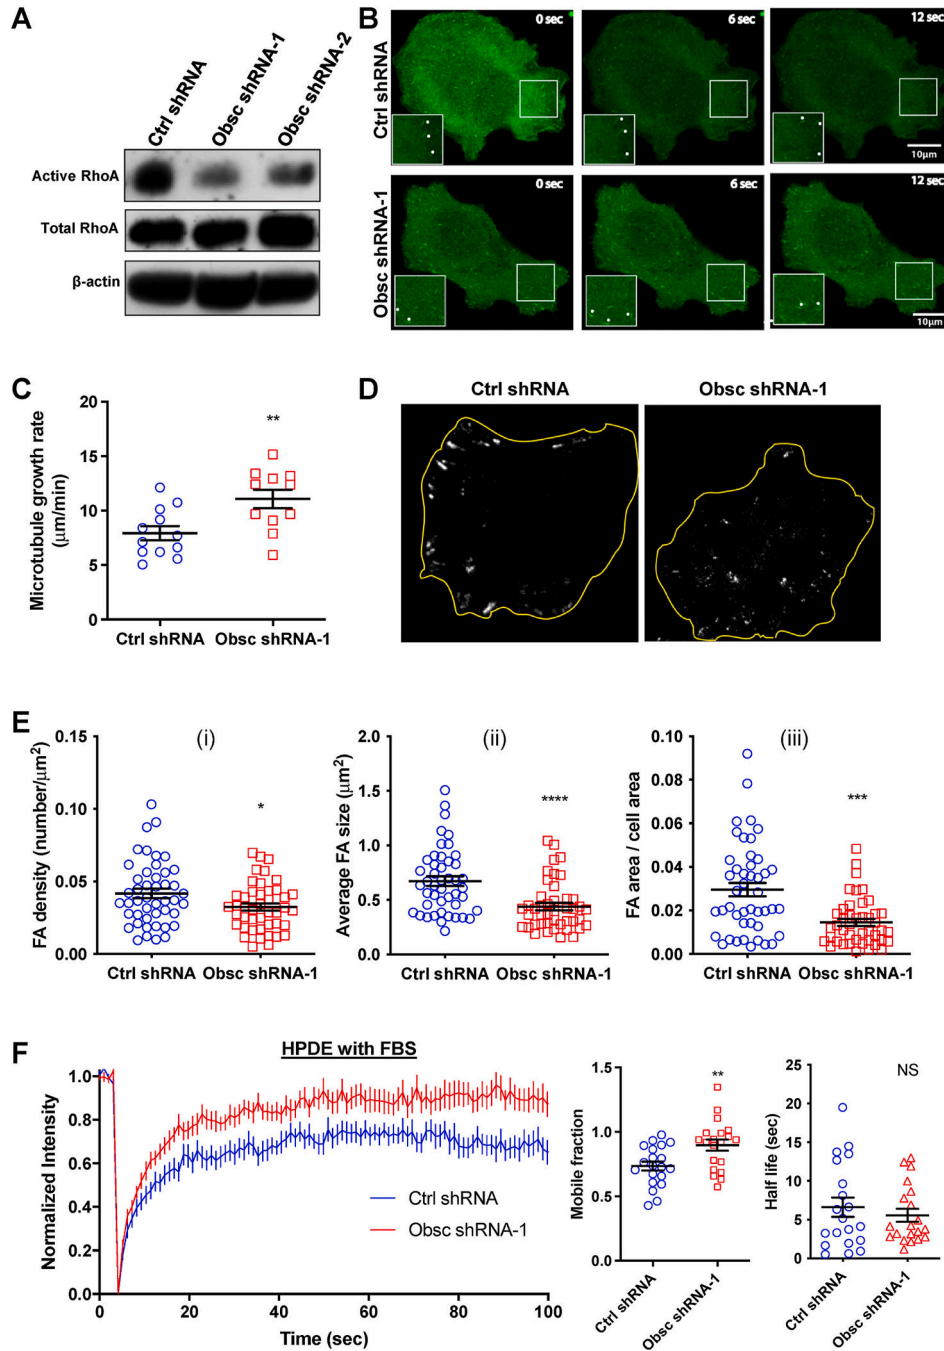 A
Ctrl shRNA
Obsc shRNA-1
Obsc shRNA-2
Active RhoA
Total RhoA
β-actin
B
Ctrl shRNA
0 sec
6 sec
12 sec
10μm
Obsc shRNA-1
0 sec
6 sec
12 sec
10μm
C
Microtubule growth rate
(μm/min)
20
15
10
5
0
**
Ctrl shRNA
Obsc shRNA-1
D
Ctrl shRNA
Obsc shRNA-1
E
(i)
FA density (number/μm²)
0.15
0.10
0.05
0.00
*
Ctrl shRNA
Obsc shRNA-1
(ii)
Average FA size (μm²)
2.0
1.5
1.0
0.5
0.0
****
Ctrl shRNA
Obsc shRNA-1
(iii)
FA area / cell area
0.10
0.08
0.06
0.04
0.02
0.00
***
Ctrl shRNA
Obsc shRNA-1
F
HPDE with FBS
Normalized Intensity
1.0
0.8
0.6
0.4
0.2
0.0
Ctrl shRNA
Obsc shRNA-1
0
20
40
60
80
100
Time (sec)
Mobile fraction
1.5
1.0
0.5
0.0
**
Ctrl shRNA
Obsc shRNA-1
Half life (sec)
25
20
15
10
5
0
NS
Ctrl shRNA
Obsc shRNA-1